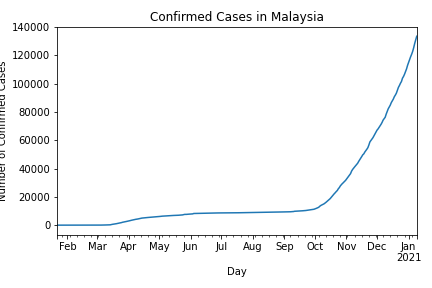 Confirmed Cases in Malaysia
Number of Confirmed Cases
140000
120000
100000
80000
60000
40000
20000
0
Feb Mar Apr May Jun Jul Aug Sep Oct Nov Dec Jan
2021
Day